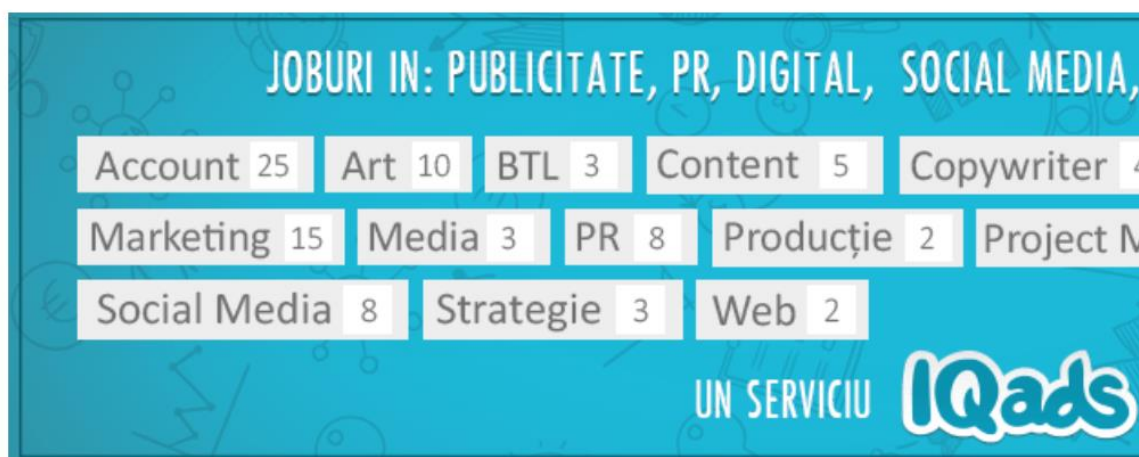 JOBURI IN: PUBLICITATE, PR, DIGITAL, SOCIAL MEDIA,
Account 25 Art 10 BTL 3 Content 5 Copywriter
Marketing 15 Media 3 PR 8 Producție 2 Project
Social Media 8 Strategie 3 Web 2
UN SERVICIU IQads